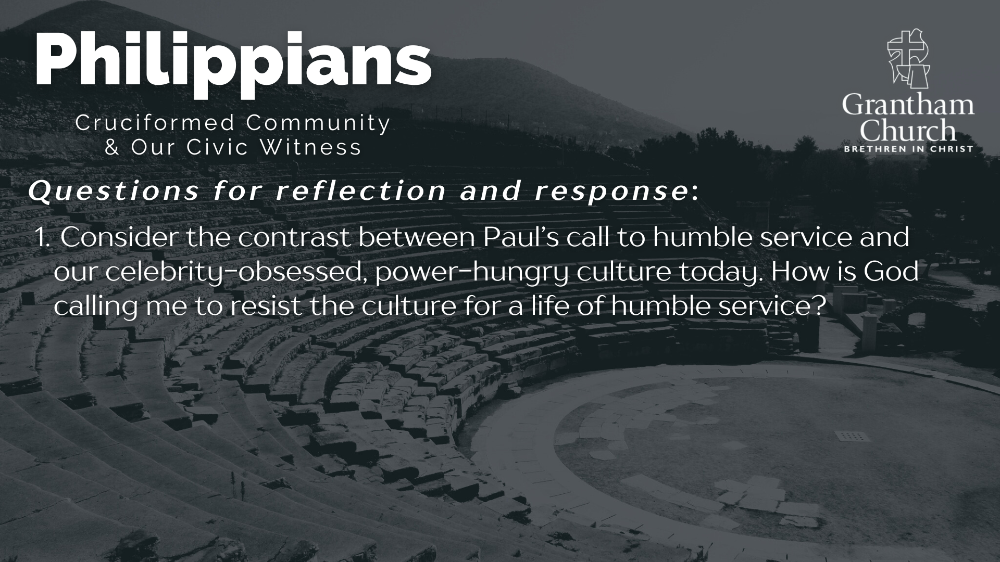 Philippians
Cruciformed Community
& Our Civic Witness
Grantham
Church
BRETHREN IN CHRIST
Questions for reflection and response:
1. Consider the contrast between Paul’s call to humble service and
our celebrity-obsessed, power-hungry culture today. How is God
calling me to resist the culture for a life of humble service?